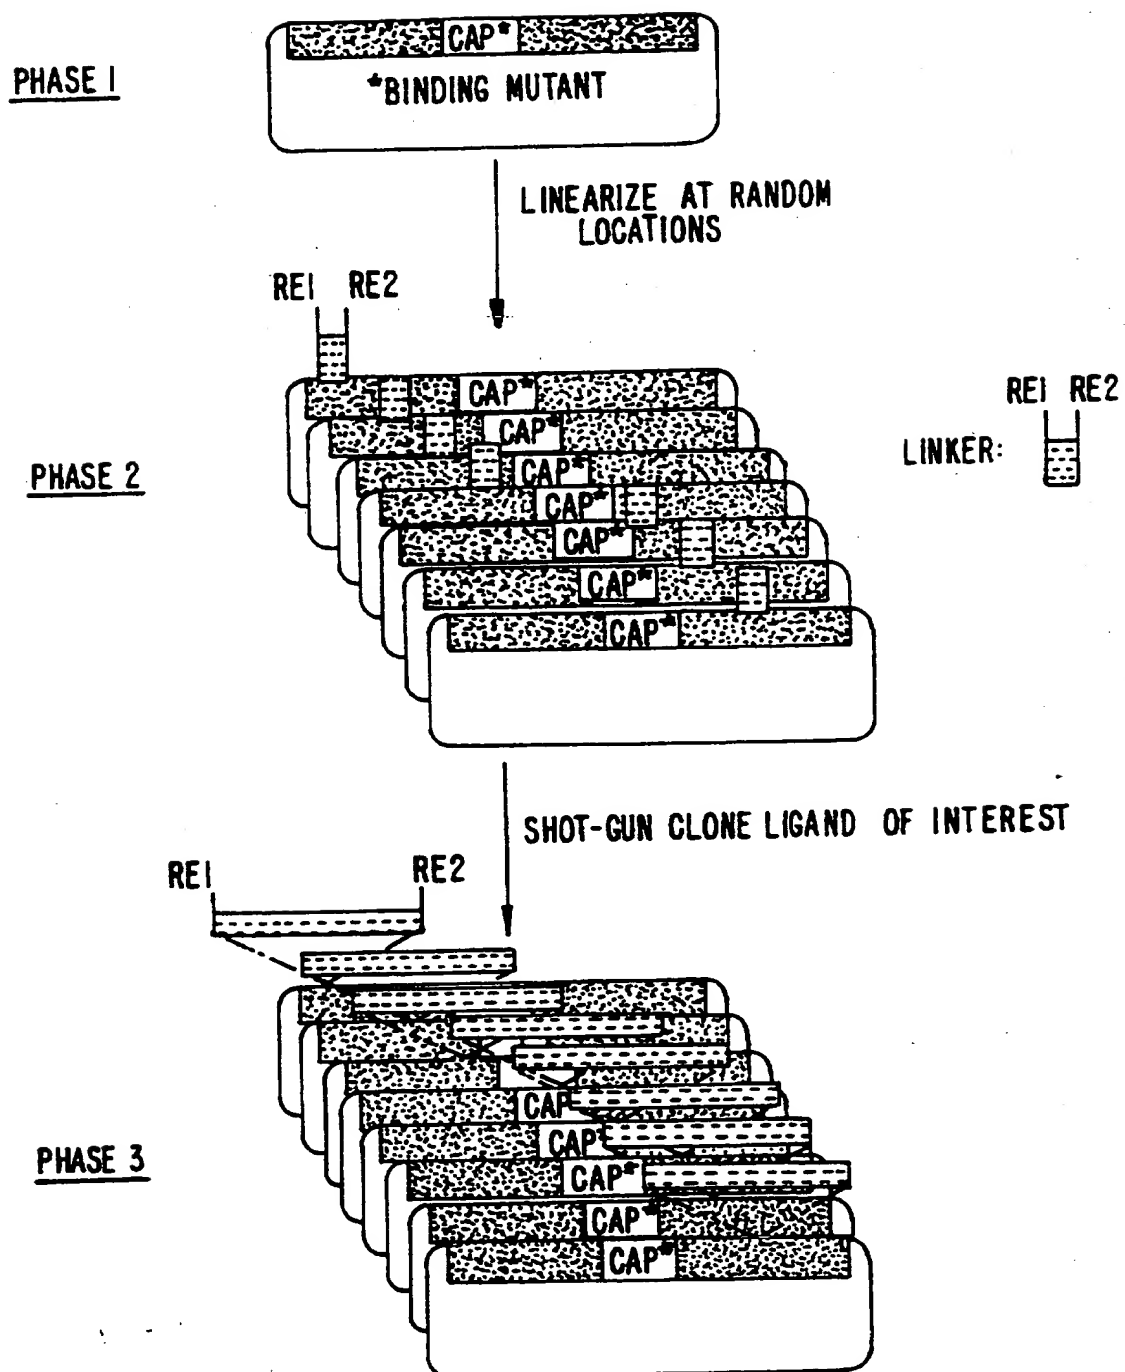 CAP*
PHASE 1
*BINDING MUTANT
LINEARIZE AT RANDOM
LOCATIONS
RE1 RE2
CAP*
CAP*
CAP*
CAP*
CAP*
CAP*
CAP*
PHASE 2
RE1 RE2
LINKER:
SHOT-GUN CLONE LIGAND OF INTEREST
RE1 RE2
CAP
CAP*
CAP*
CAP*
CAP*
PHASE 3